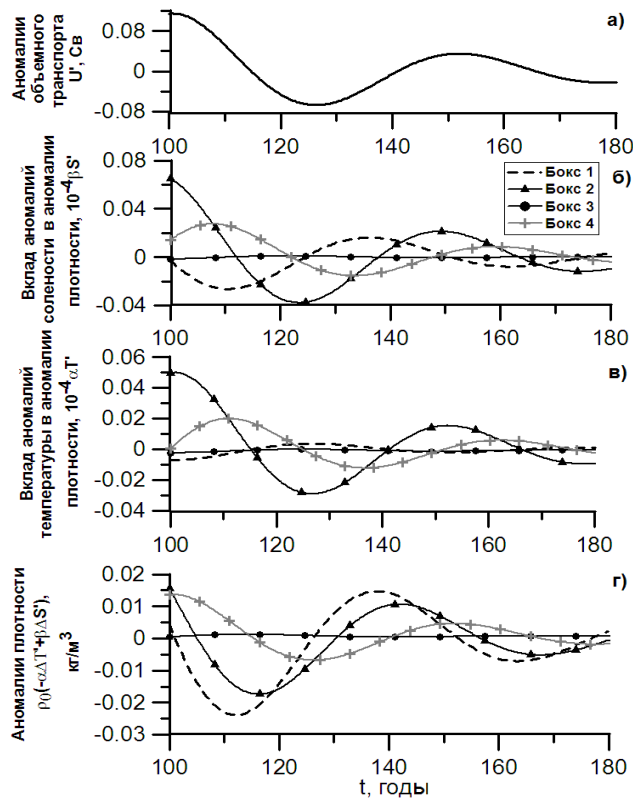 Аномалии
объемного
транспорта
U', Св
0.08
0
-0.08
а)
100 120 140 160 180
Вклад аномалий
солености в аномалии
плотности, 10⁻⁴βS'
0.08
0.04
0
-0.04
б)
Бокс 1
Бокс 2
Бокс 3
Бокс 4
100 120 140 160 180
Вклад аномалий
температуры в аномалии
плотности, 10⁻⁴αT'
0.06
0.04
0.02
0
-0.02
-0.04
в)
100 120 140 160 180
Аномалии плотности
ρ₀(-αΔT'+βΔS'),
кг/м³
0.02
0.01
0
-0.01
-0.02
-0.03
г)
100 120 140 160 180
t, годы